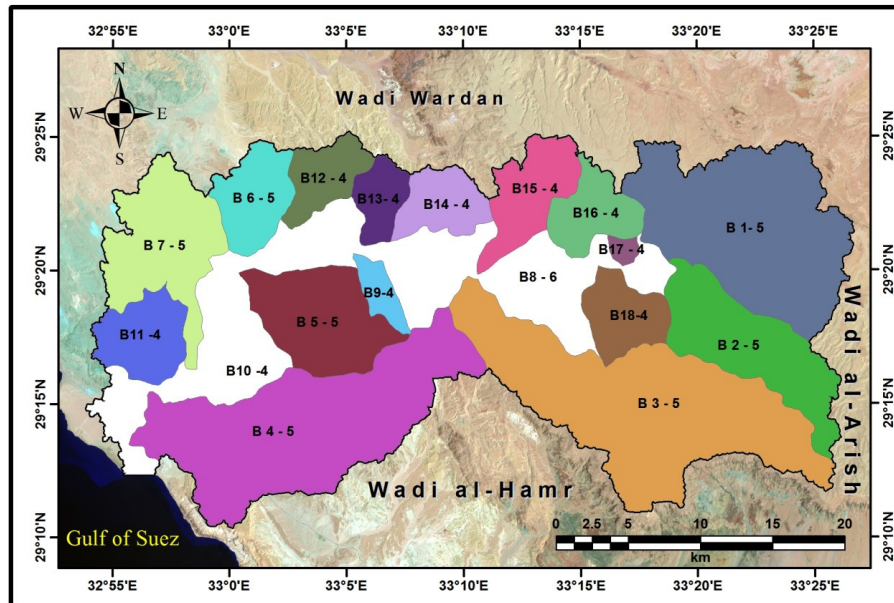 32°55'E 33°0'E 33°5'E 33°10'E 33°15'E 33°20'E 33°25'E
N
W E
S
Wadi Wardan
29°25'N 29°25'N
B 6 - 5
B12 - 4
B13 - 4
B14 - 4
B15 - 4
B16 - 4
B 1- 5
B 7 - 5
B17 - 4
29°20'N 29°20'N
B8 - 6
B9-4
B11 -4
B 5 - 5
B18-4
B 2 - 5
Wadi al-Arish
B10 -4
29°15'N 29°15'N
B 3 - 5
B 4 - 5
Wadi al-Hamr
Gulf of Suez
0 2.5 5 10 15 20
km
29°10'N 29°10'N
32°55'E 33°0'E 33°5'E 33°10'E 33°15'E 33°20'E 33°25'E